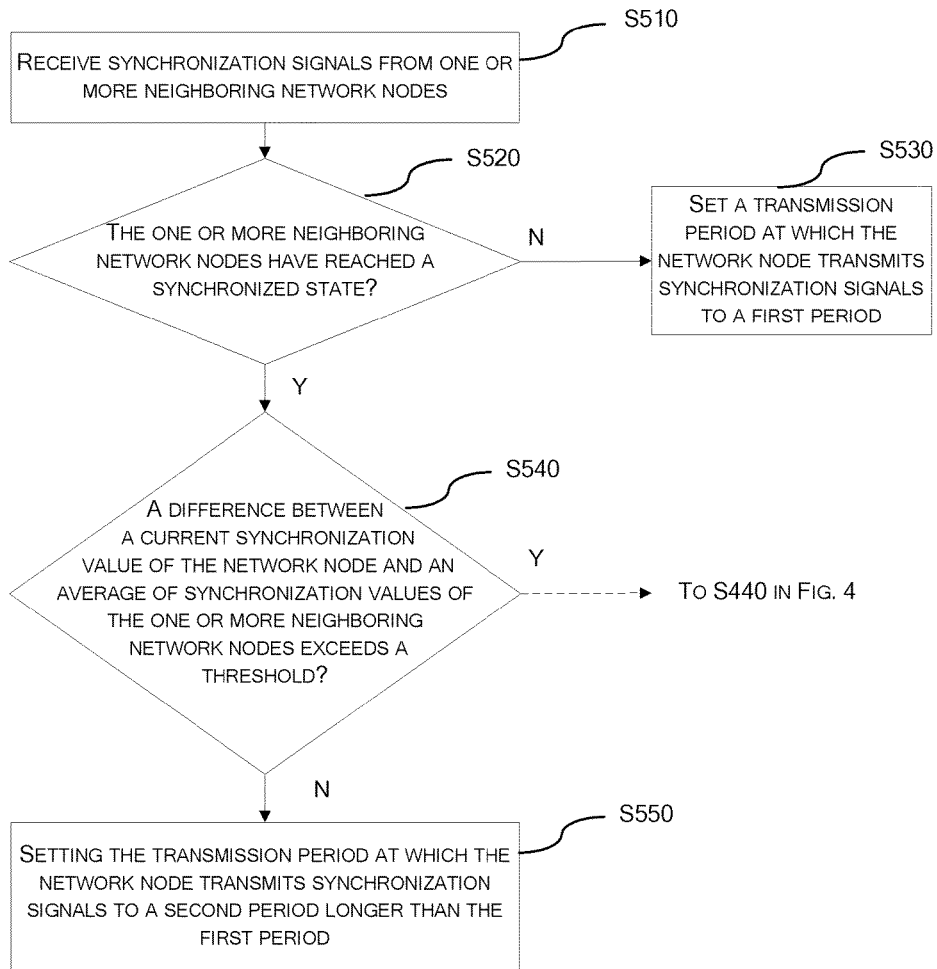 S510
RECEIVE SYNCHRONIZATION SIGNALS FROM ONE OR
MORE NEIGHBORING NETWORK NODES
S520
THE ONE OR MORE NEIGHBORING
NETWORK NODES HAVE REACHED A
SYNCHRONIZED STATE?
N
S530
SET A TRANSMISSION
PERIOD AT WHICH THE
NETWORK NODE TRANSMITS
SYNCHRONIZATION SIGNALS
TO A FIRST PERIOD
Y
S540
A DIFFERENCE BETWEEN
A CURRENT SYNCHRONIZATION
VALUE OF THE NETWORK NODE AND AN
AVERAGE OF SYNCHRONIZATION VALUES OF
THE ONE OR MORE NEIGHBORING
NETWORK NODES EXCEEDS A
THRESHOLD?
Y
TO S440 IN FIG. 4
N
S550
SETTING THE TRANSMISSION PERIOD AT WHICH THE
NETWORK NODE TRANSMITS SYNCHRONIZATION
SIGNALS TO A SECOND PERIOD LONGER THAN THE
FIRST PERIOD